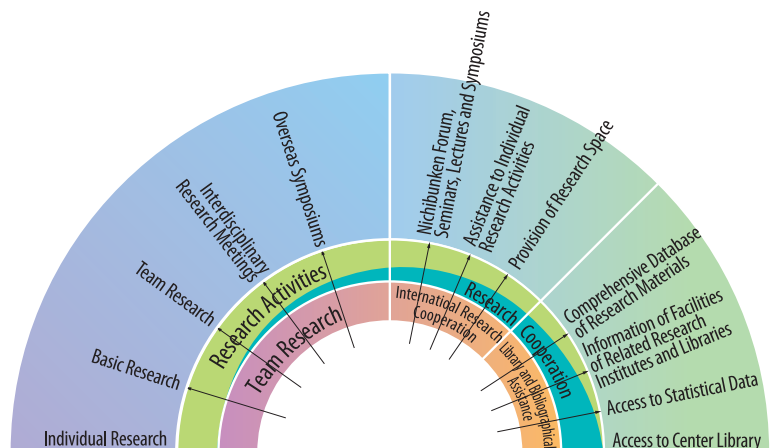 Nichibunken Forum,
Seminars, Lectures and Symposiums
Assistance to Individual
Research Activities
Provision of Research Space
Overseas Symposiums
Interdisciplinary
Research Meetings
Team Research
Basic Research
Individual Research
Comprehensive Database
of Research Materials
Information of Facilities
of Related Research
Institutes and Libraries
Access to Statistical Data
Access to Center Library
Research Activities
Team Research
Research
Cooperation
Internatioal Research
Cooperation
Library and Bibliographical
Assistance